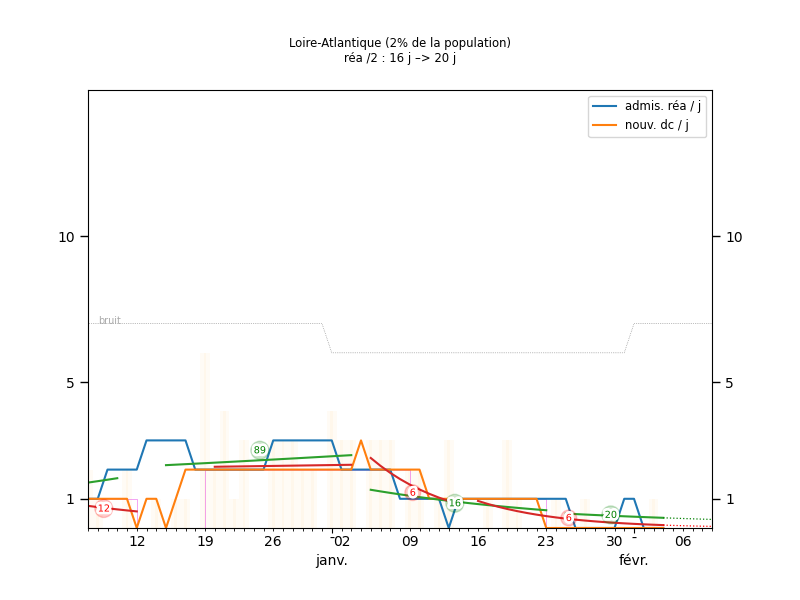 Loire-Atlantique (2% de la population)
réa /2 : 16 j –> 20 j
admis. réa / j
nouv. dc / j
10 10
bruit
5 5
89
6
16
20
12
6
1 1
12 19 26 02 09 16 23 30 06
janv. févr.